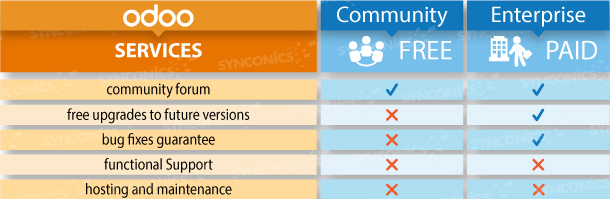 odoo
Community
Enterprise
SERVICES
FREE
PAID
community forum
free upgrades to future versions
bug fixes guarantee
functional Support
hosting and maintenance
SYNCONICS